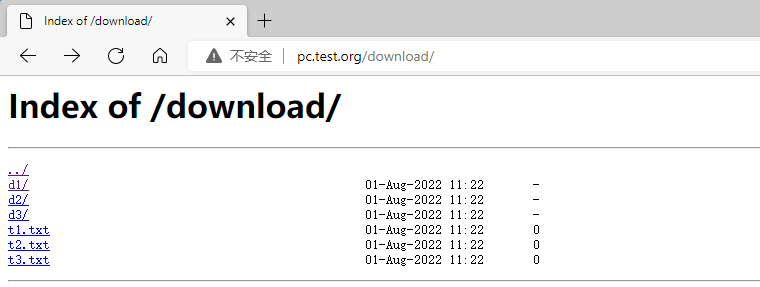 Index of /download/
不安全 pc.test.org/download/
Index of /download/
../
d1/ 01-Aug-2022 11:22 -
d2/ 01-Aug-2022 11:22 -
d3/ 01-Aug-2022 11:22 -
t1.txt 01-Aug-2022 11:22 0
t2.txt 01-Aug-2022 11:22 0
t3.txt 01-Aug-2022 11:22 0